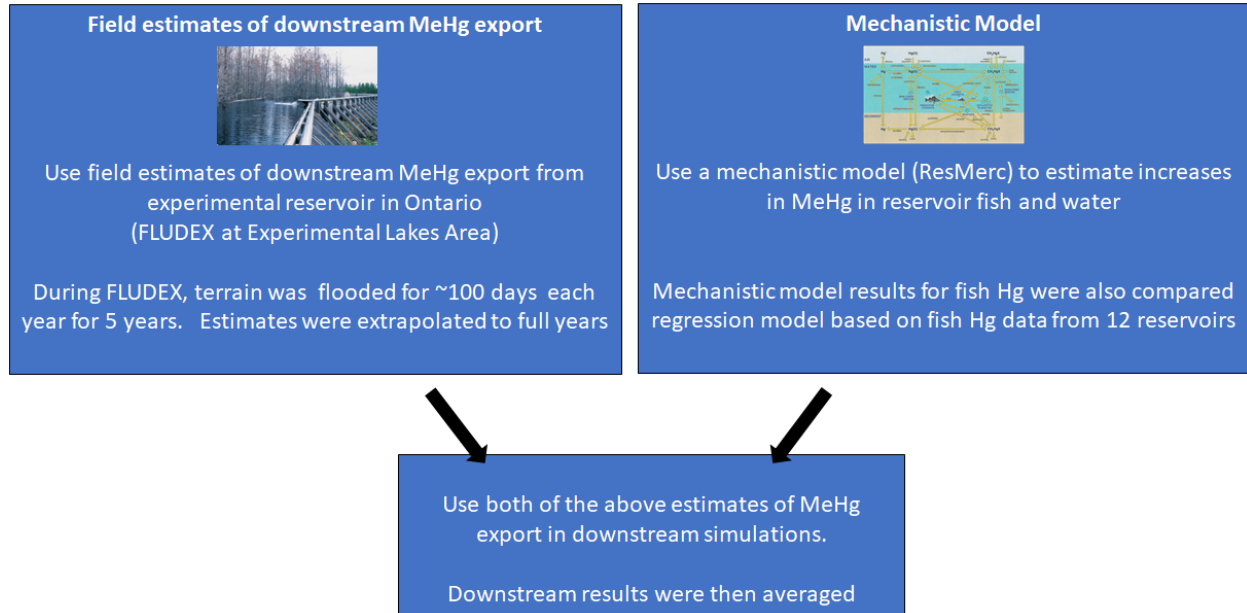 Field estimates of downstream MeHg export
Use field estimates of downstream MeHg export from
experimental reservoir in Ontario
(FLUDEX at Experimental Lakes Area)
During FLUDEX, terrain was flooded for ~100 days each
year for 5 years. Estimates were extrapolated to full years
Mechanistic Model
Use a mechanistic model (ResMerc) to estimate increases
in MeHg in reservoir fish and water
Mechanistic model results for fish Hg were also compared
regression model based on fish Hg data from 12 reservoirs
Use both of the above estimates of MeHg
export in downstream simulations.
Downstream results were then averaged